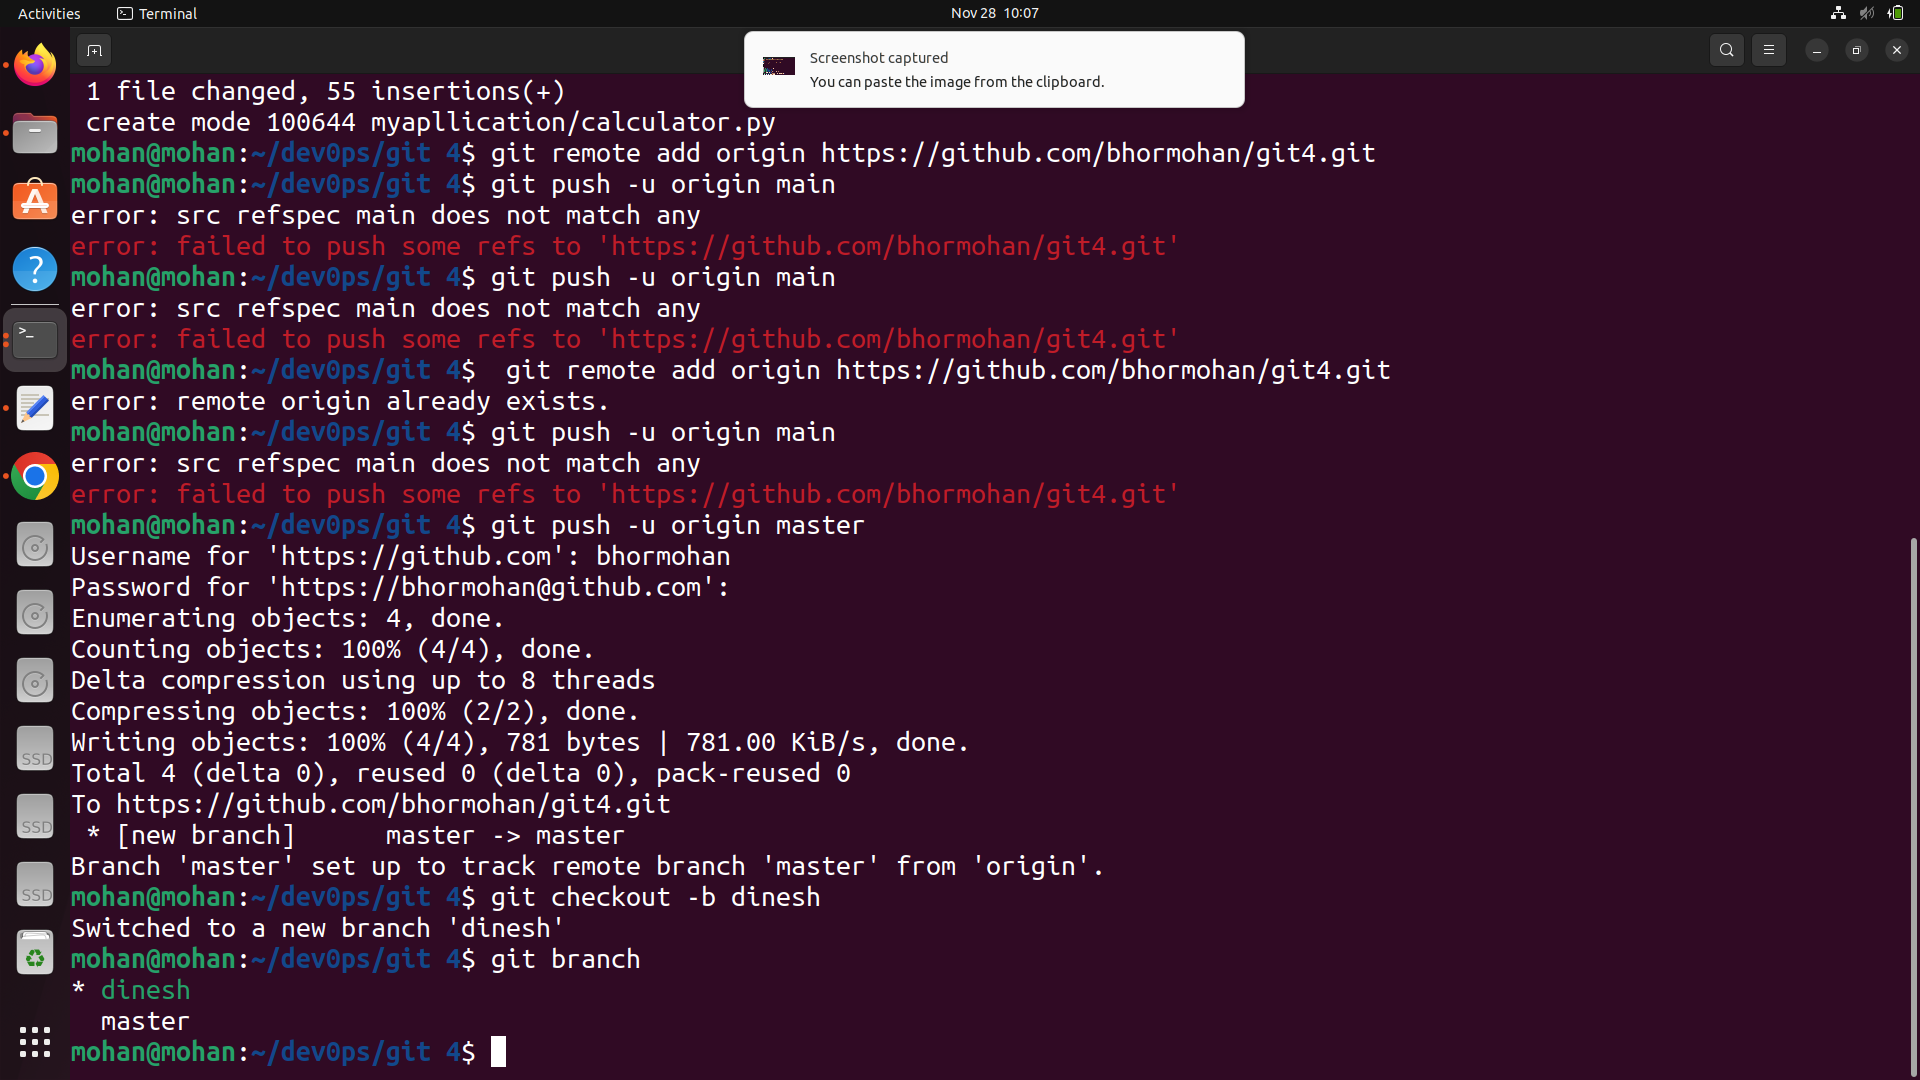 Activities
Terminal
Nov 28 10:07
Screenshot captured
You can paste the image from the clipboard.
1 file changed, 55 insertions(+)
create mode 100644 myapllication/calculator.py
mohan@mohan:~/dev0ps/git 4$ git remote add origin https://github.com/bhormohan/git4.git
mohan@mohan:~/dev0ps/git 4$ git push -u origin main
error: src refspec main does not match any
error: failed to push some refs to 'https://github.com/bhormohan/git4.git'
mohan@mohan:~/dev0ps/git 4$ git push -u origin main
error: src refspec main does not match any
error: failed to push some refs to 'https://github.com/bhormohan/git4.git'
mohan@mohan:~/dev0ps/git 4$  git remote add origin https://github.com/bhormohan/git4.git
error: remote origin already exists.
mohan@mohan:~/dev0ps/git 4$ git push -u origin main
error: src refspec main does not match any
error: failed to push some refs to 'https://github.com/bhormohan/git4.git'
mohan@mohan:~/dev0ps/git 4$ git push -u origin master
Username for 'https://github.com': bhormohan
Password for 'https://bhormohan@github.com':
Enumerating objects: 4, done.
Counting objects: 100% (4/4), done.
Delta compression using up to 8 threads
Compressing objects: 100% (2/2), done.
Writing objects: 100% (4/4), 781 bytes | 781.00 KiB/s, done.
Total 4 (delta 0), reused 0 (delta 0), pack-reused 0
To https://github.com/bhormohan/git4.git
* [new branch]      master -> master
Branch 'master' set up to track remote branch 'master' from 'origin'.
mohan@mohan:~/dev0ps/git 4$ git checkout -b dinesh
Switched to a new branch 'dinesh'
mohan@mohan:~/dev0ps/git 4$ git branch
* dinesh
master
mohan@mohan:~/dev0ps/git 4$
SSD
SSD
SSD